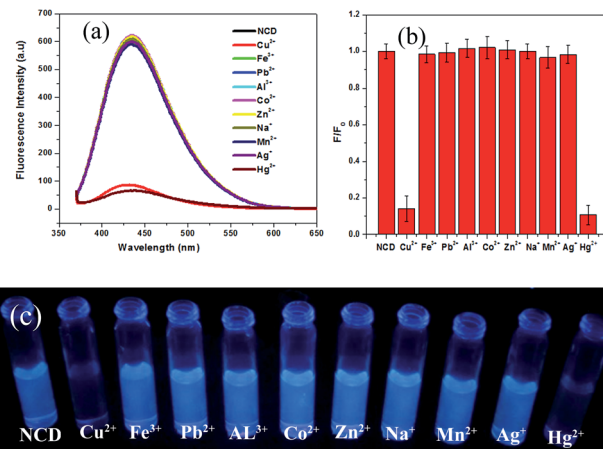 (a)
Fluorescence Intensity (a.u)
700
600
500
400
300
200
100
0
350
400
450
500
550
600
650
Wavelength (nm)
NCD
Cu²⁺
Fe³⁺
Pb²⁺
Al³⁺
Co²⁺
Zn²⁺
Na⁺
Mn²⁺
Ag⁺
Hg²⁺
(b)
F/F₀
1.2
1.0
0.8
0.6
0.4
0.2
0.0
NCD Cu²⁺ Fe³⁺ Pb²⁺ Al³⁺ Co²⁺ Zn²⁺ Na⁺ Mn²⁺ Ag⁺ Hg²⁺
(c)
NCD Cu²⁺ Fe³⁺ Pb²⁺ AL³⁺ Co²⁺ Zn²⁺ Na⁺ Mn²⁺ Ag⁺ Hg²⁺